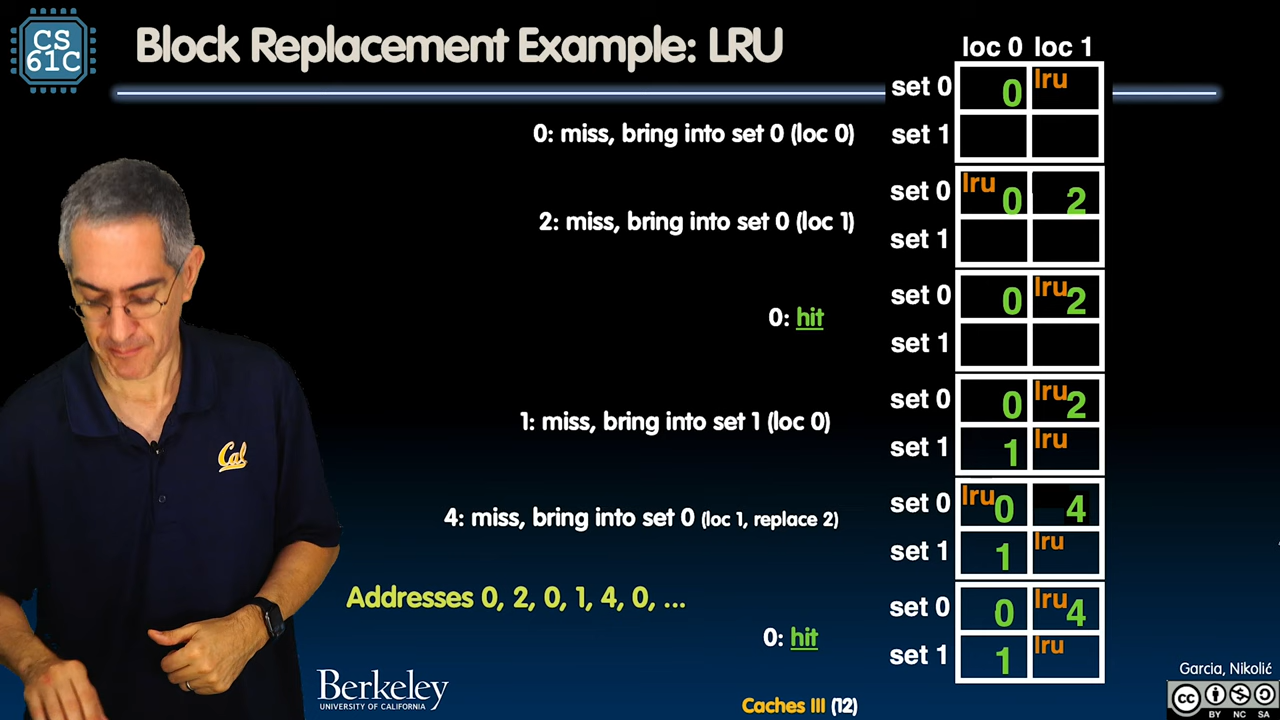 CS
61C
Block Replacement Example: LRU
loc 0 loc 1
set 0 0 lru
0: miss, bring into set 0 (loc 0) set 1
set 0 lru 0 2
2: miss, bring into set 0 (loc 1)
set 1
set 0 0 lru 2
0: hit
set 1
set 0 0 lru 2
1: miss, bring into set 1 (loc 0)
set 1 1 lru
set 0 lru 0 4
4: miss, bring into set 0 (loc 1, replace 2)
set 1 1 lru
Addresses 0, 2, 0, 1, 4, 0, ...
set 0 0 lru 4
0: hit
set 1 1 lru
Cal
Berkeley
UNIVERSITY OF CALIFORNIA
Caches III (12)
Garcia, Nikolić
cc
BY NC SA